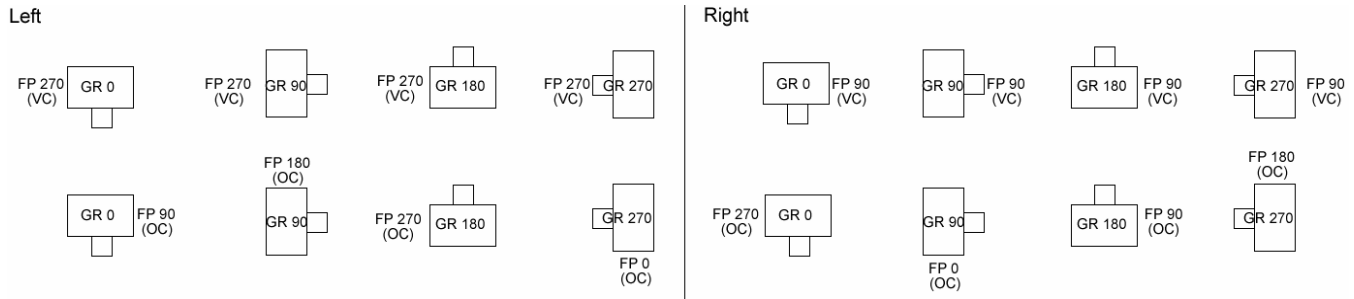 Left
FP 270
(VC)
GR 0
FP 270
(VC)
GR 90
FP 270
(VC)
GR 180
FP 270
(VC)
GR 270
GR 0
FP 90
(OC)
FP 180
(OC)
GR 90
FP 270
(OC)
GR 180
GR 270
FP 0
(OC)
Right
GR 0
FP 90
(VC)
GR 90
FP 90
(VC)
GR 180
FP 90
(VC)
GR 270
FP 90
(VC)
FP 270
(OC)
GR 0
GR 90
FP 0
(OC)
GR 180
FP 90
(OC)
FP 180
(OC)
GR 270